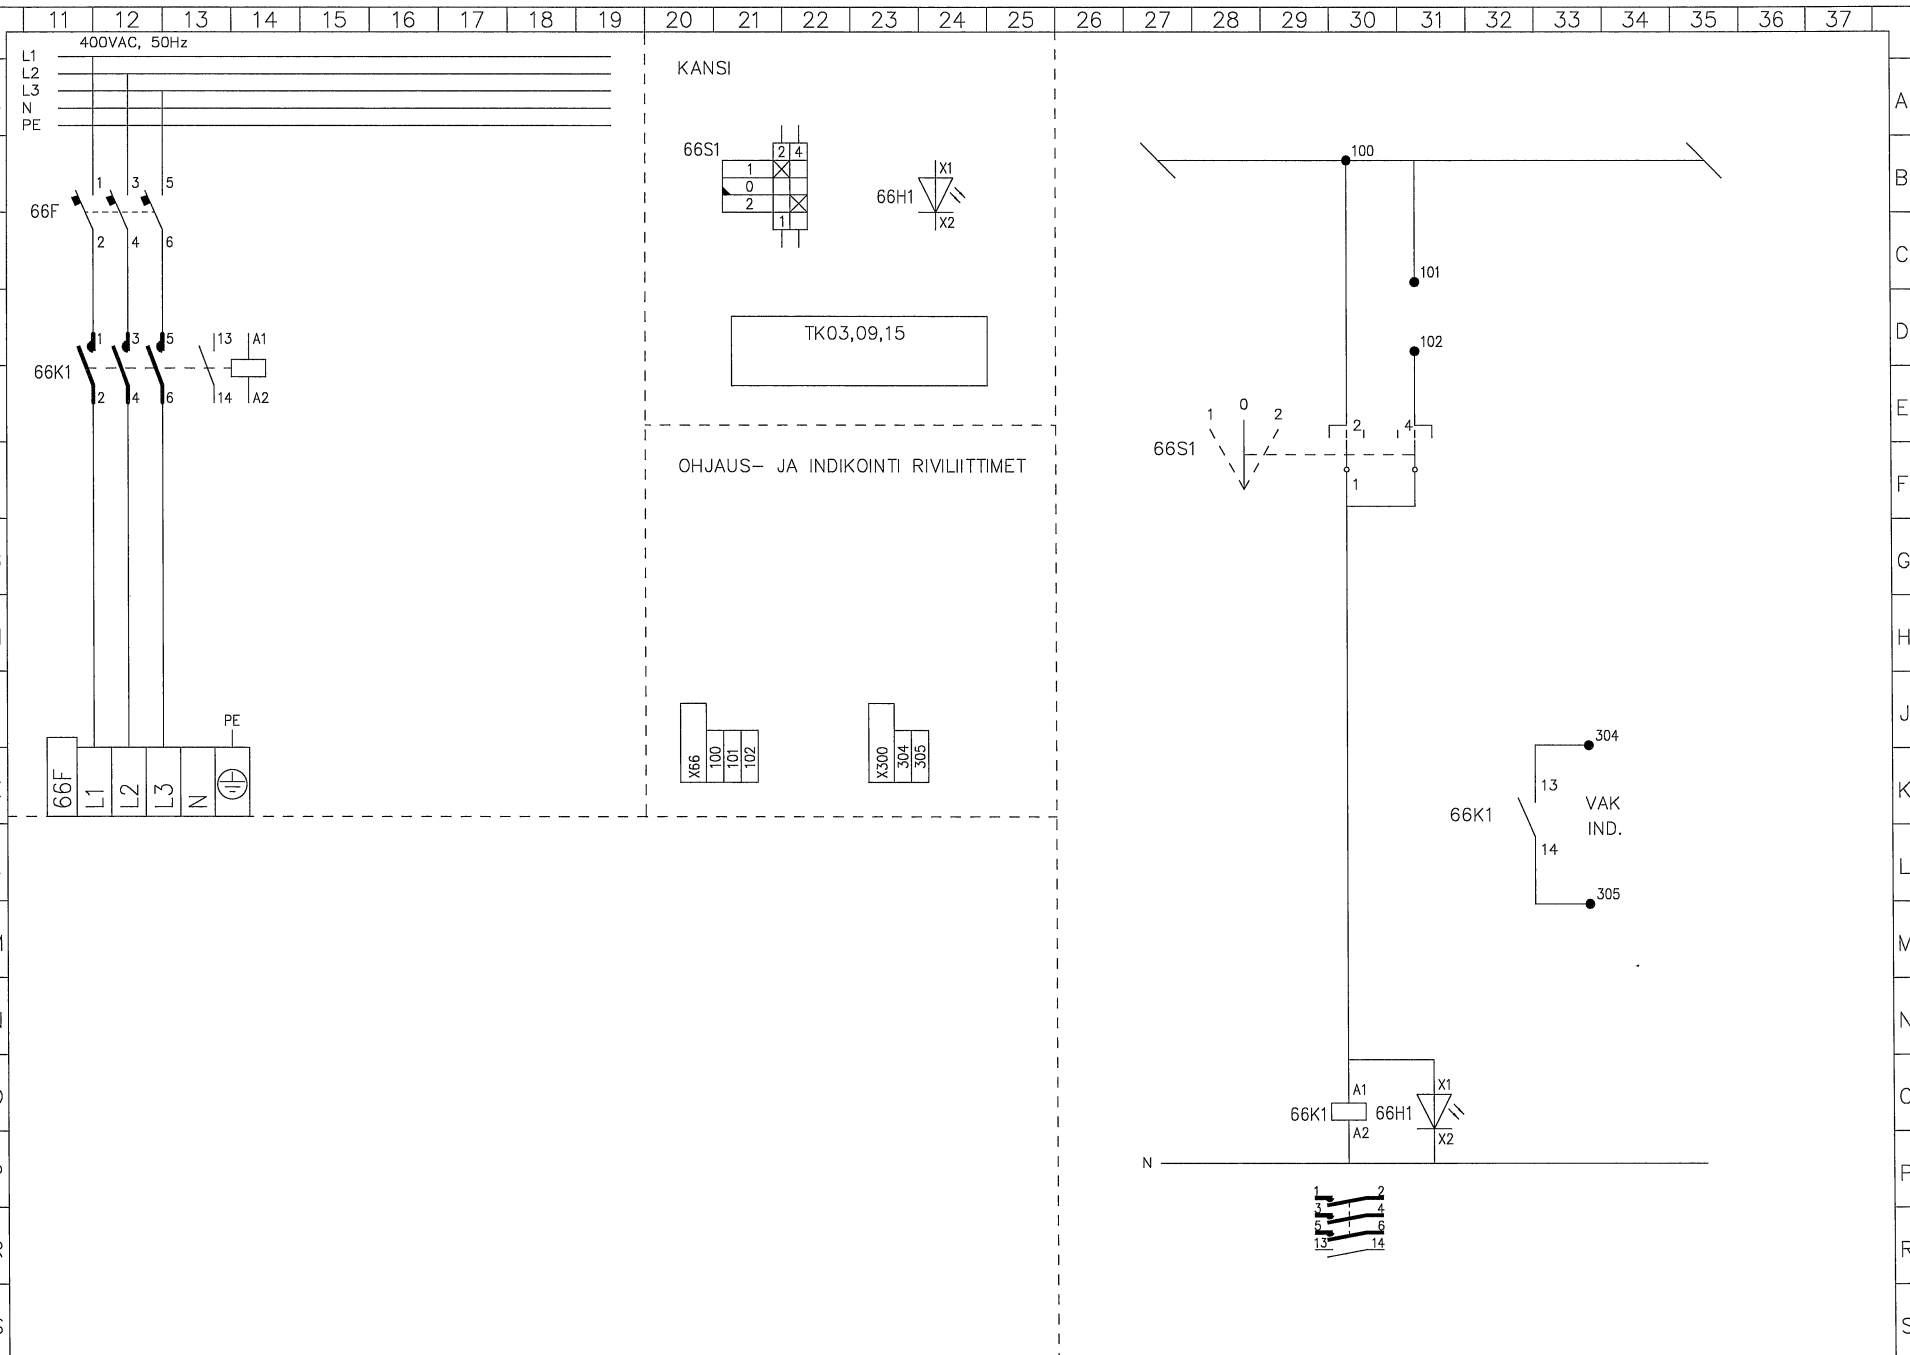 11 12 13 14 15 16 17 18 19 20 21 22 23 24 25 26 27 28 29 30 31 32 33 34 35 36 37
400VAC, 50Hz
L1
L2
L3
N
PE
66F
1 3 5
2 4 6
66K1
1 3 5 13 A1
2 4 6 14 A2
PE
66F L1 L2 L3 N
KANSI
66S1
2 4
1
0
2
1
66H1
X1
X2
TK03,09,15
OHJAUS- JA INDIKOINTI RIVILIITTIMET
X66 100 101 102
X300 304 305
100
101
102
66S1
1 0 2
2 4
1
304
13
66K1
VAK
IND.
14
305
A1 X1
66K1 66H1
A2 X2
N
1 2
3 4
5 6
13 14
A
B
C
D
E
F
G
H
J
K
L
M
N
O
P
R
S